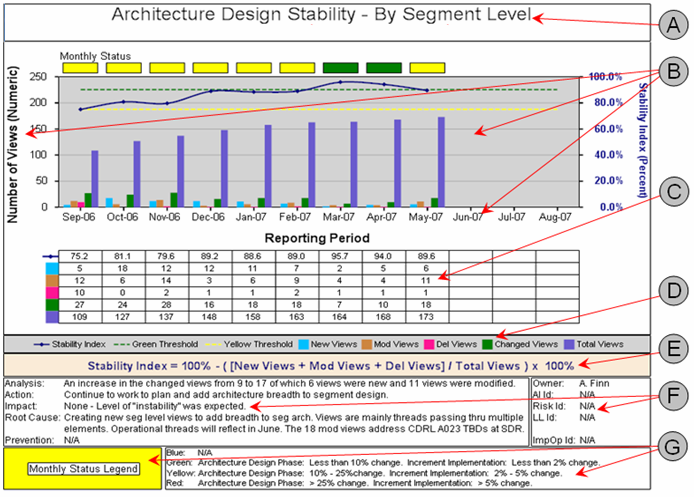 Architecture Design Stability - By Segment Level
A
Monthly Status
B
Number of Views (Numeric)
250
200
150
100
50
0
100.0%
80.0%
60.0%
40.0%
20.0%
0.0%
Stability Index (Percent)
Sep-06 Oct-06 Nov-06 Dec-06 Jan-07 Feb-07 Mar-07 Apr-07 May-07 Jun-07 Jul-07 Aug-07
Reporting Period
C
75.2 81.1 79.6 89.2 88.6 89.0 95.7 94.0 89.6
5 18 12 12 11 7 2 5 6
12 6 14 3 6 9 4 4 11
10 0 2 1 1 2 1 1 1
27 24 28 16 18 18 7 10 18
109 127 137 148 158 163 164 168 173
D
Stability Index Green Threshold Yellow Threshold New Views Mod Views Del Views Changed Views Total Views
E
Stability Index = 100% - ( [New Views + Mod Views + Del Views] / Total Views ) x 100%
Analysis: An increase in the changed views from 9 to 17 of which 6 views were new and 11 views were modified.
Action: Continue to work to plan and add architecture breadth to segment design.
Impact: None - Level of "instability" was expected.
Root Cause: Creating new seg level views to add breadth to seg arch. Views are mainly threads passing thru multiple
elements. Operational threads will reflect in June. The 18 mod views address CDRL A023 TBDs at SDR.
Prevention: N/A
Owner: A. Finn
AI Id: N/A
Risk Id: N/A
LL Id: N/A
ImpOp Id: N/A
F
G
Monthly Status Legend
Blue: N/A
Green: Architecture Design Phase: Less than 10% change. Increment Implementation: Less than 2% change.
Yellow: Architecture Design Phase: 10% - 25%change. Increment Implementation: 2% - 5% change.
Red: Architecture Design Phase: > 25% change. Increment Implementation: > 5% change.